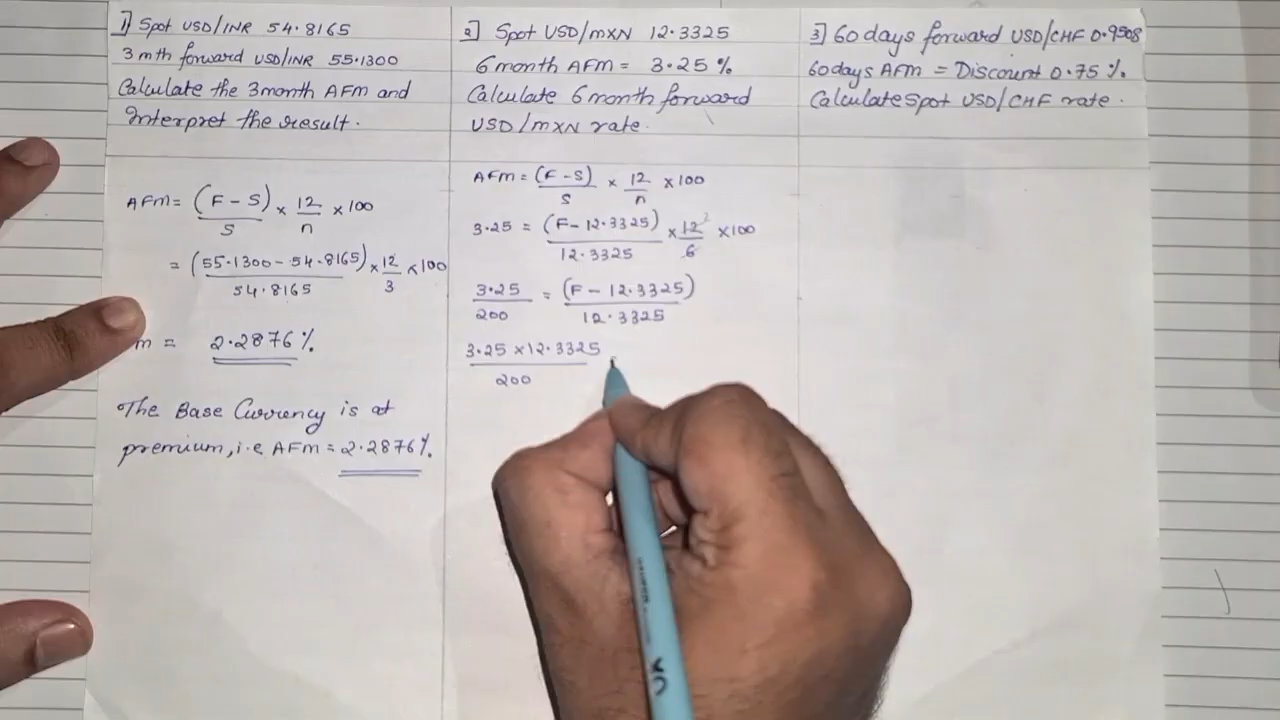 1] Spot USD/INR 54.8165
3 mth forward USD/INR 55.1300
Calculate the 3month AFM and
Interpret the result.
AFM = (F - S) × 12 × 100
S n
= (55.1300 - 54.8165) × 12 × 100
54.8165 3
m = 2.2876 %
The Base Currency is at
premium, i.e AFM = 2.2876%.
2] Spot USD/MXN 12.3325
6 month AFM = 3.25 %
Calculate 6 month forward
USD/MXN rate.
AFM = (F - S) × 12 × 100
S n
3.25 = (F - 12.3325) × 12 2 × 100
12.3325 6
3.25 = (F - 12.3325)
200 12.3325
3.25 × 12.3325
200
3] 60 days forward USD/CHF 0.9508
60days AFM = Discount 0.75 %.
Calculate Spot USD/CHF rate.